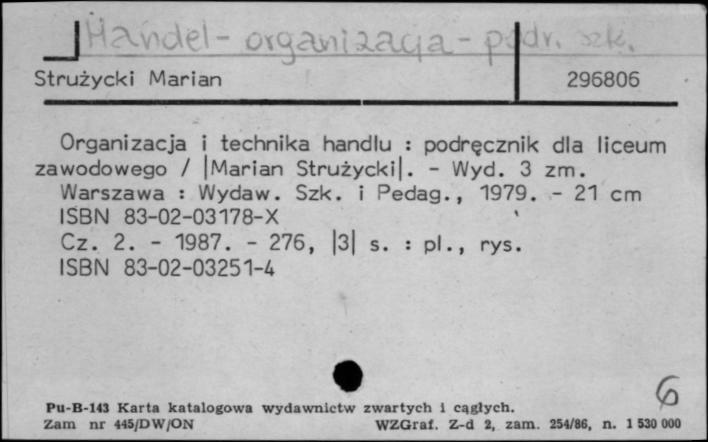 Handel - organizacja - podr. szk.
Strużycki Marian 296806
Organizacja i technika handlu : podręcznik dla liceum
zawodowego / |Marian Strużycki|. - Wyd. 3 zm.
Warszawa : Wydaw. Szk. i Pedag., 1979. - 21 cm
ISBN 83-02-03178-X
Cz. 2. - 1987. - 276, |3| s. : pl., rys.
ISBN 83-02-03251-4
6
Pu-B-143 Karta katalogowa wydawnictw zwartych i ciągłych.
Zam nr 445/DW/ON WZGraf. Z-d 2, zam. 254/86, n. 1 530 000